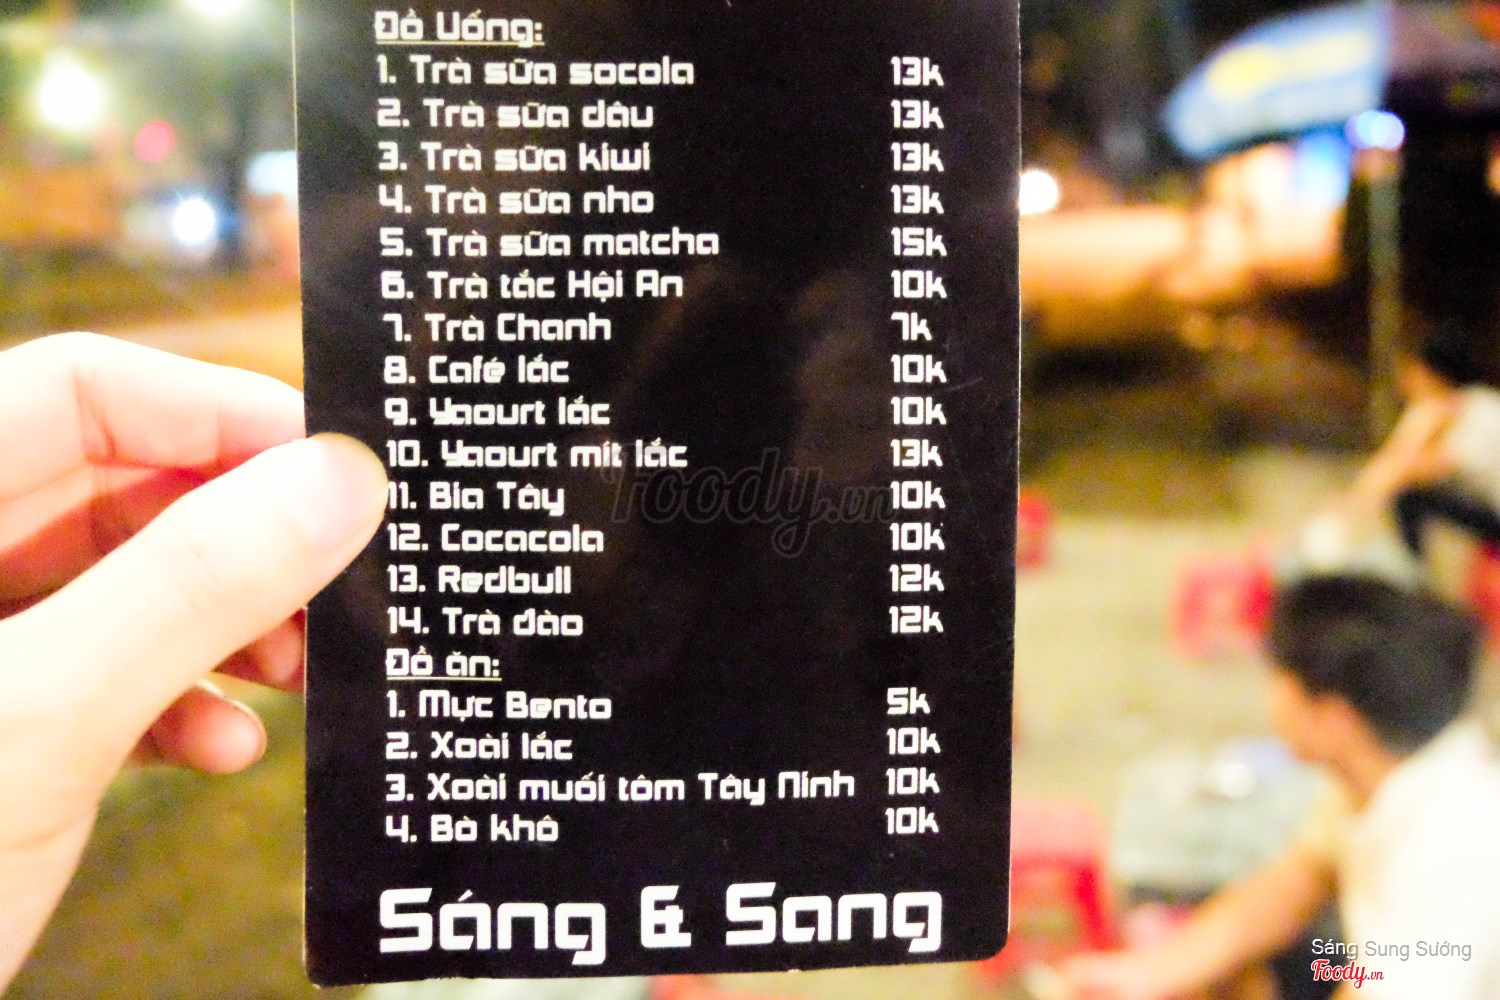 Đồ Uống:
1. Trà sữa socola 13k
2. Trà sữa dâu 13k
3. Trà sữa kiwi 13k
4. Trà sữa nho 13k
5. Trà sữa matcha 15k
6. Trà tắc Hội An 10k
7. Trà Chanh 7k
8. Café lắc 10k
9. Yaourt lắc 10k
10. Yaourt mít lắc 13k
11. Bia Tây 10k
12. Cocacola 10k
13. Redbull 12k
14. Trà đào 12k
Đồ ăn:
1. Mực Bento 5k
2. Xoài lắc 10k
3. Xoài muối tôm Tây Ninh 10k
4. Bò khô 10k
Sáng & Sang
Foody.vn
Sáng Sung Sướng
Foody.vn